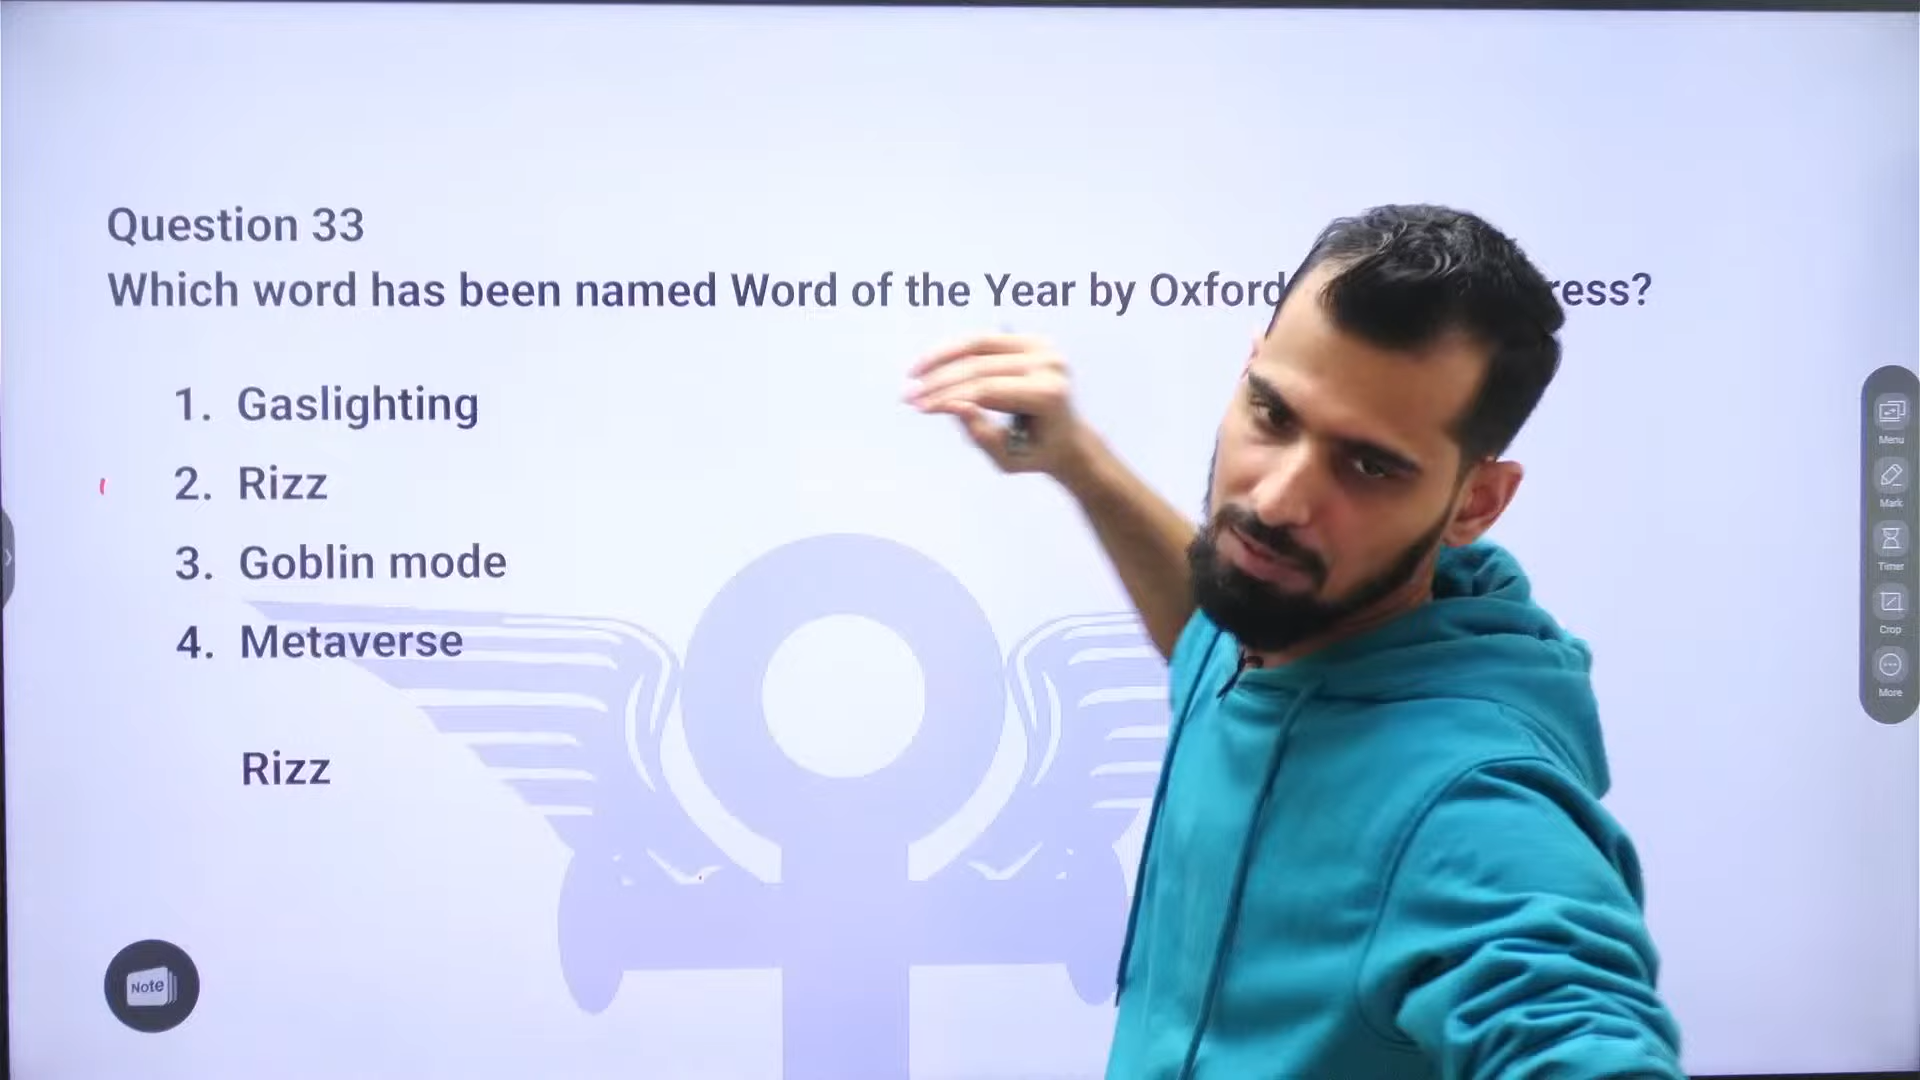 Question 33
Which word has been named Word of the Year by Oxford ress?
1. Gaslighting
2. Rizz
3. Goblin mode
4. Metaverse
Rizz
Note
Menu
Mark
Timer
Crop
More